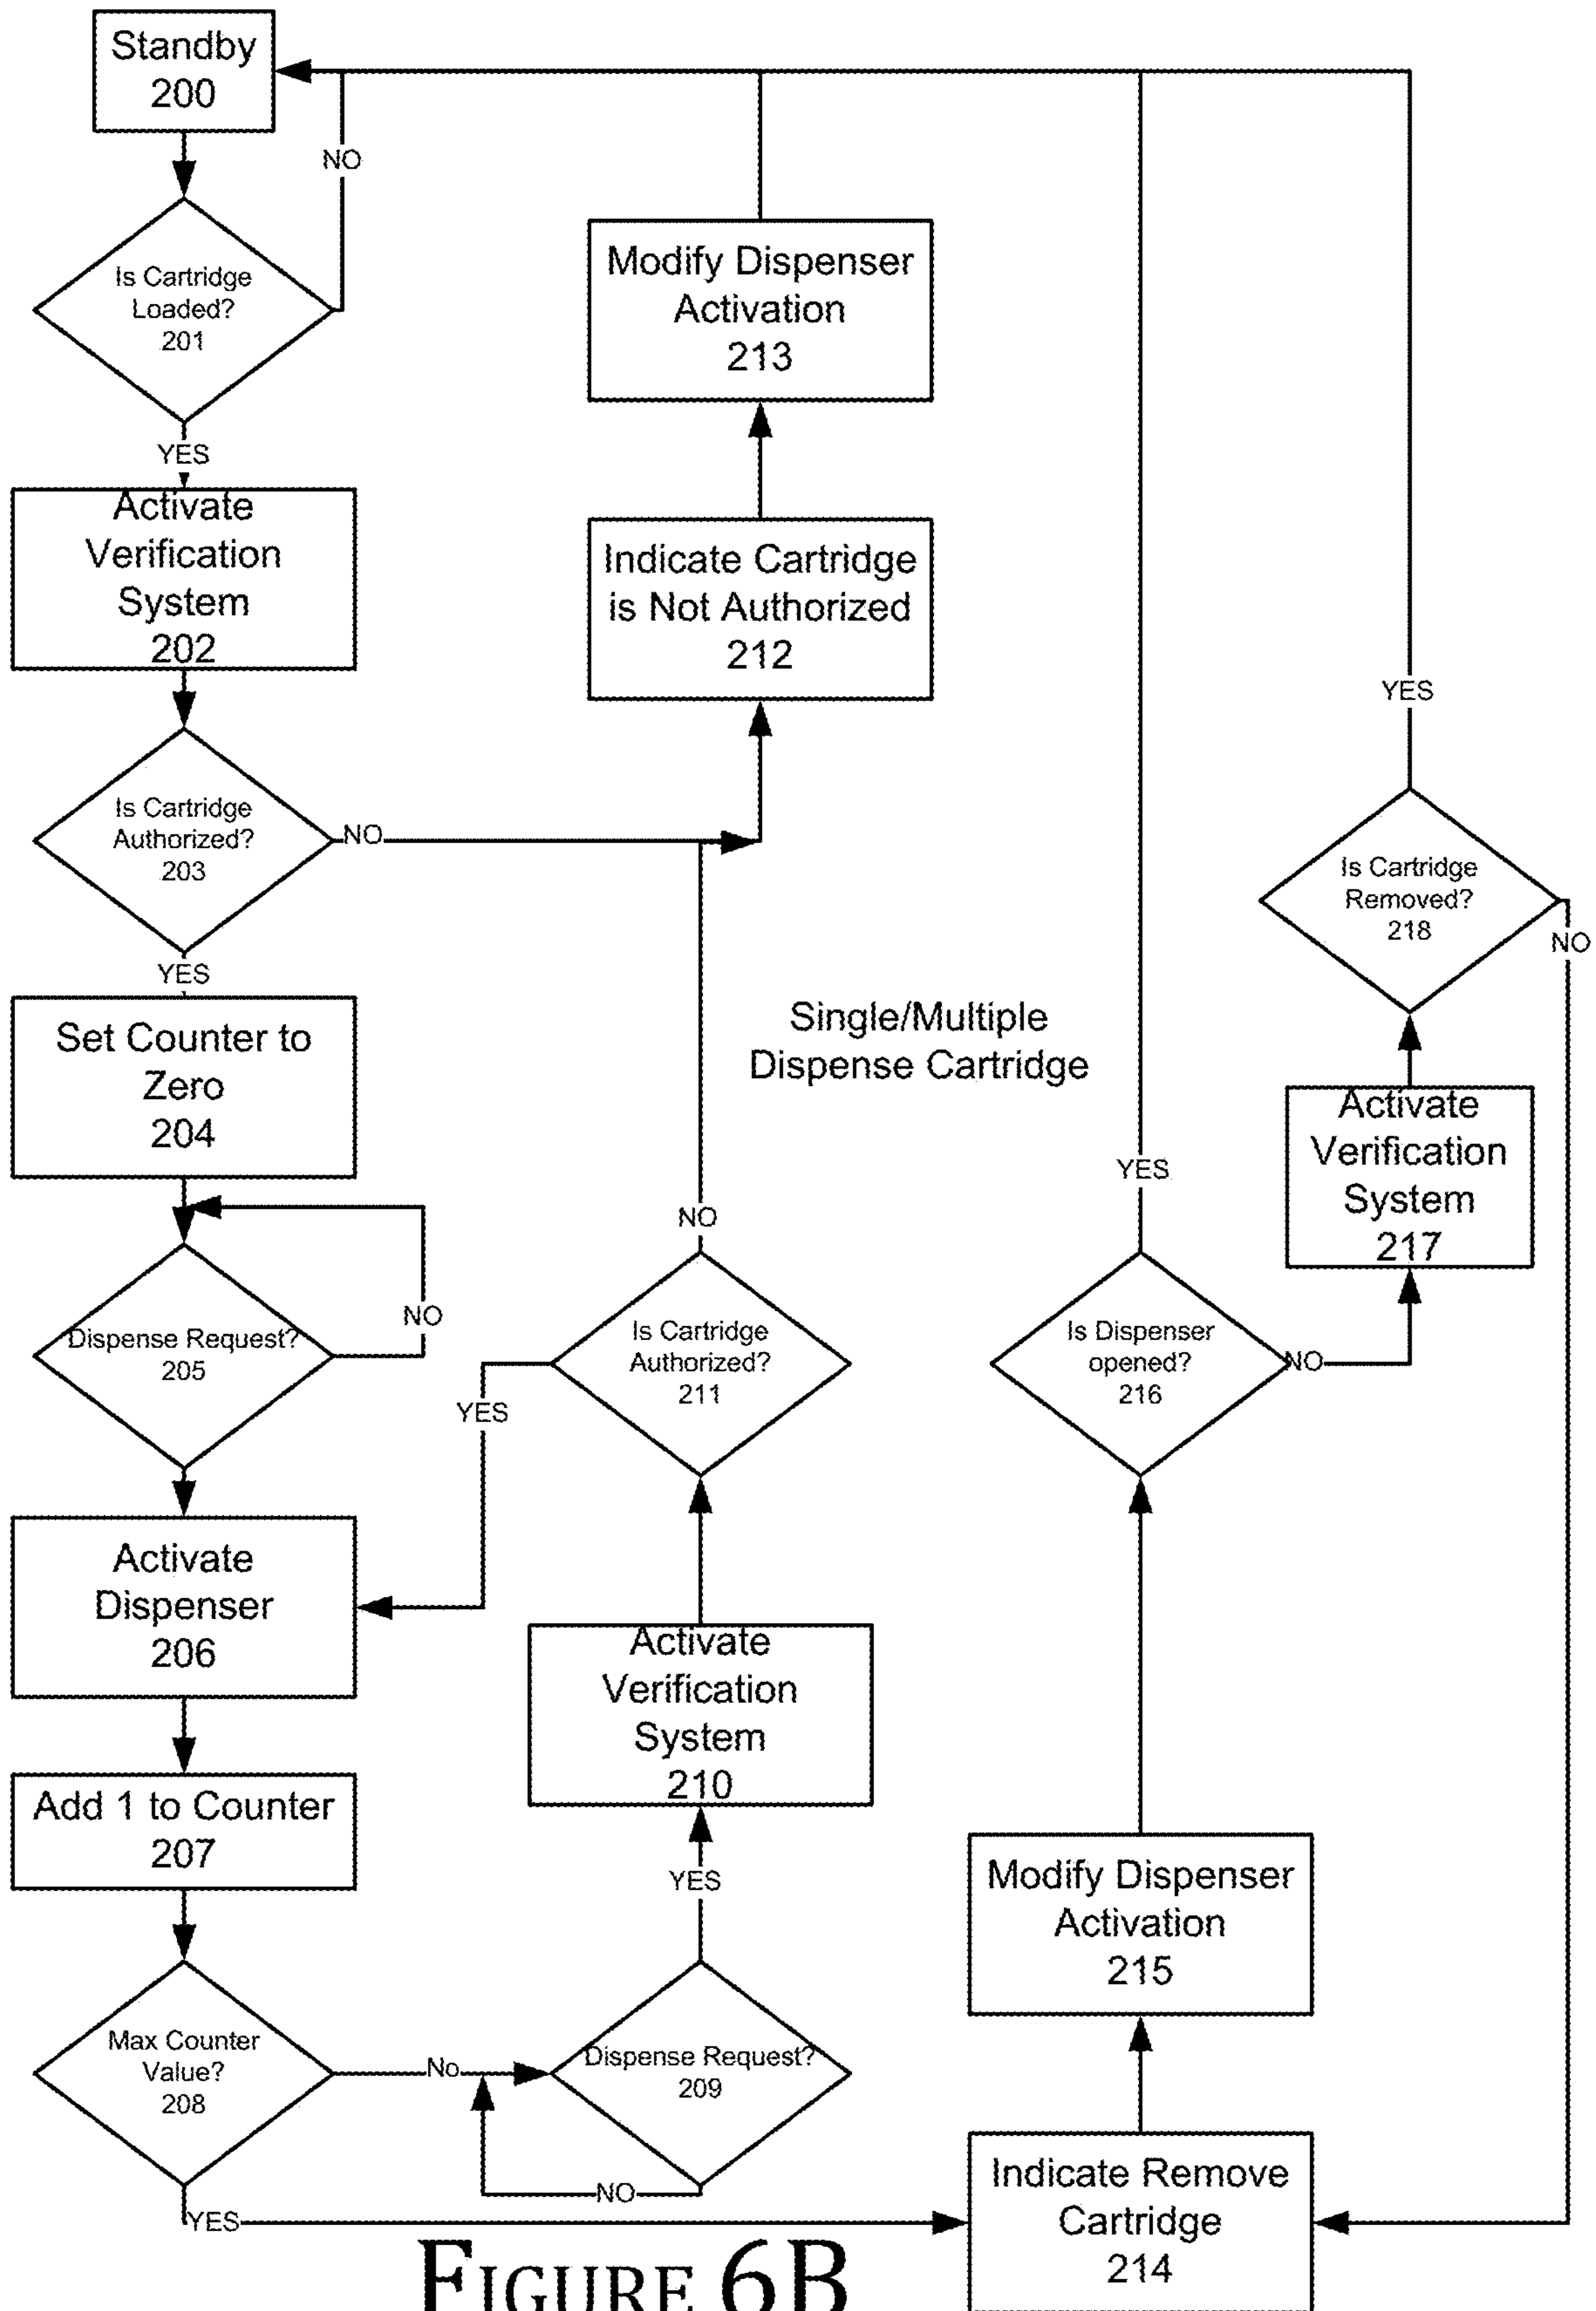 Standby
200
NO
Is Cartridge
Loaded?
201
YES
Activate
Verification
System
202
Is Cartridge
Authorized?
203
NO
YES
Set Counter to
Zero
204
Dispense Request?
205
NO
Activate
Dispenser
206
Add 1 to Counter
207
Max Counter
Value?
208
No
YES
Dispense Request?
209
NO
YES
Activate
Verification
System
210
Is Cartridge
Authorized?
211
YES
NO
Indicate Cartridge
is Not Authorized
212
Modify Dispenser
Activation
213
Single/Multiple
Dispense Cartridge
Indicate Remove
Cartridge
214
Modify Dispenser
Activation
215
Is Dispenser
opened?
216
YES
NO
Activate
Verification
System
217
Is Cartridge
Removed?
218
YES
NO
FIGURE 6B